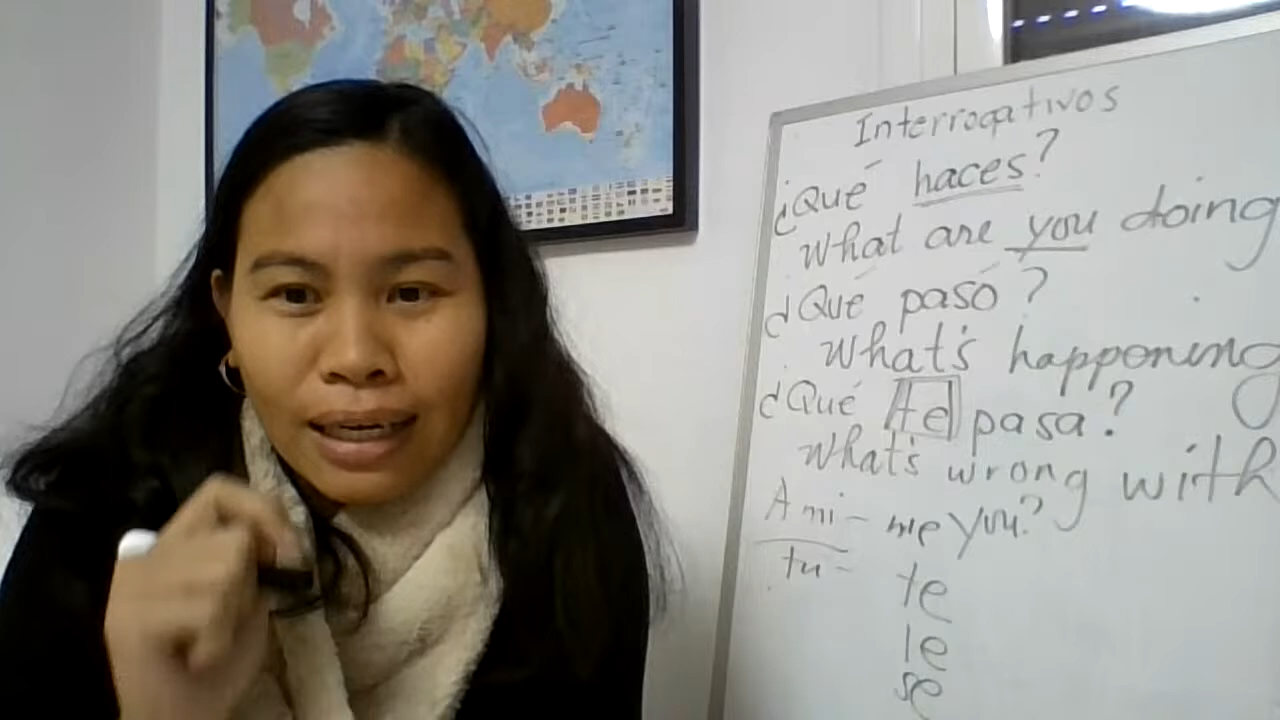 Interrogativos
¿Qué haces?
What are you doing
¿Qué pasó?
What's happening
¿Qué te pasa?
What's wrong with
A mi - me you?
tu -
te
le
se